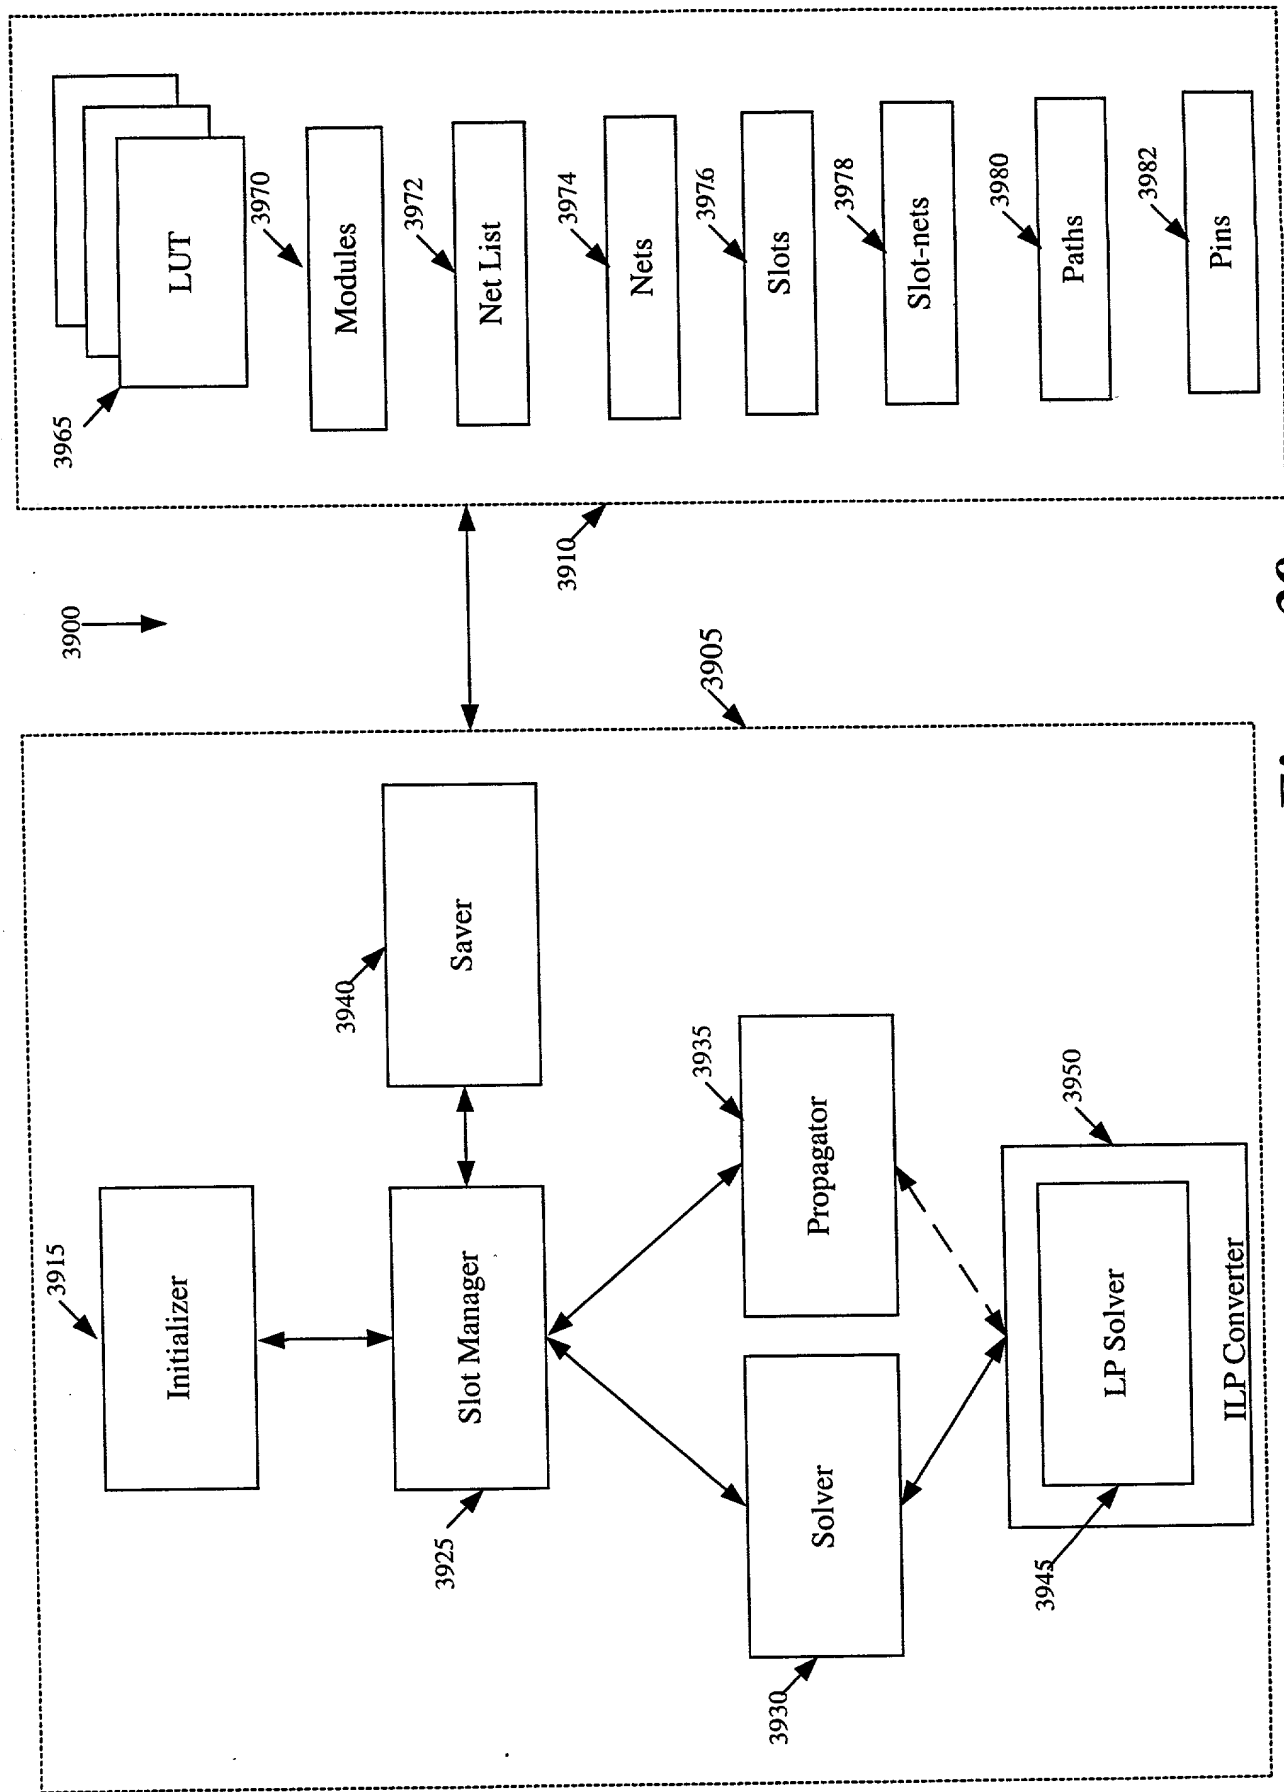 3900
3905
3915
Initializer
3925
Slot Manager
3940
Saver
3930
Solver
3935
Propagator
3950
LP Solver
ILP Converter
3945
3910
3965
LUT
3970
Modules
3972
Net List
3974
Nets
3976
Slots
3978
Slot-nets
3980
Paths
3982
Pins